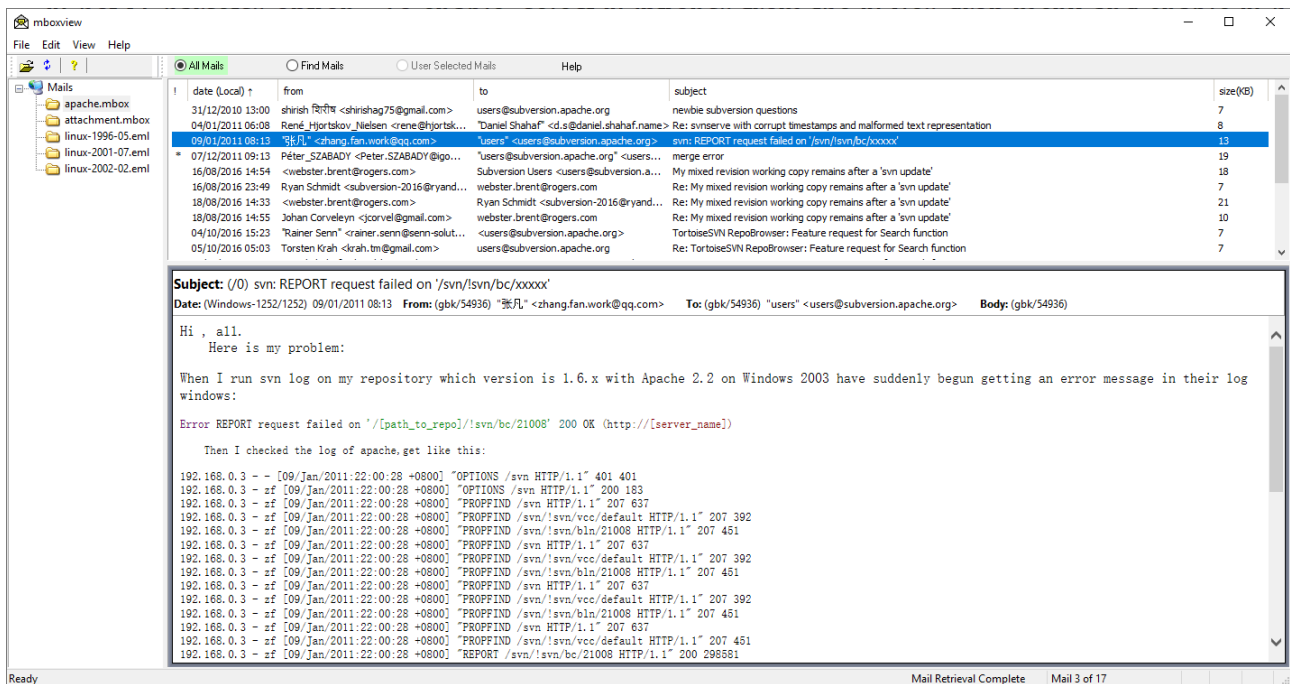 mboxview
File Edit View Help
All Mails Find Mails User Selected Mails Help
Mails
apache.mbox
attachment.mbox
linux-1996-05.eml
linux-2001-07.eml
linux-2002-02.eml
! date (Local) ↑ from to subject size(KB)
31/12/2010 13:00 shirish शिरीष <shirishag75@gmail.com> users@subversion.apache.org newbie subversion questions 7
04/01/2011 06:08 René_Hjortskov_Nielsen <rene@hjortsk... "Daniel Shahaf" <d.s@daniel.shahaf.name> Re: svnserve with corrupt timestamps and malformed text representation 8
09/01/2011 08:13 "张凡" <zhang.fan.work@qq.com> "users" <users@subversion.apache.org> svn: REPORT request failed on '/svn/!svn/bc/xxxxx' 13
* 07/12/2011 09:13 Péter_SZABADY <Peter.SZABADY@igo... "users@subversion.apache.org" <users... merge error 19
16/08/2016 14:54 <webster.brent@rogers.com> Subversion Users <users@subversion.a... My mixed revision working copy remains after a 'svn update' 18
16/08/2016 23:49 Ryan Schmidt <subversion-2016@ryand... webster.brent@rogers.com Re: My mixed revision working copy remains after a 'svn update' 7
18/08/2016 14:33 <webster.brent@rogers.com> Ryan Schmidt <subversion-2016@ryand... Re: My mixed revision working copy remains after a 'svn update' 21
18/08/2016 14:55 Johan Corveleyn <jcorvel@gmail.com> webster.brent@rogers.com Re: My mixed revision working copy remains after a 'svn update' 10
04/10/2016 15:23 "Rainer Senn" <rainer.senn@senn-solut... <users@subversion.apache.org> TortoiseSVN RepoBrowser: Feature request for Search function 7
05/10/2016 05:03 Torsten Krah <krah.tm@gmail.com> users@subversion.apache.org Re: TortoiseSVN RepoBrowser: Feature request for Search function 7
Subject: (/0) svn: REPORT request failed on '/svn/!svn/bc/xxxxx'
Date: (Windows-1252/1252) 09/01/2011 08:13 From: (gbk/54936) "张凡" <zhang.fan.work@qq.com> To: (gbk/54936) "users" <users@subversion.apache.org> Body: (gbk/54936)
Hi , all.
Here is my problem:
When I run svn log on my repository which version is 1.6.x with Apache 2.2 on Windows 2003 have suddenly begun getting an error message in their log
windows:
Error REPORT request failed on '/[path_to_repo]/!svn/bc/21008' 200 OK (http://[server_name])
Then I checked the log of apache,get like this:
192.168.0.3 - - [09/Jan/2011:22:00:28 +0800] "OPTIONS /svn HTTP/1.1" 401 401
192.168.0.3 - zf [09/Jan/2011:22:00:28 +0800] "OPTIONS /svn HTTP/1.1" 200 183
192.168.0.3 - zf [09/Jan/2011:22:00:28 +0800] "PROPFIND /svn HTTP/1.1" 207 637
192.168.0.3 - zf [09/Jan/2011:22:00:28 +0800] "PROPFIND /svn/!svn/vcc/default HTTP/1.1" 207 392
192.168.0.3 - zf [09/Jan/2011:22:00:28 +0800] "PROPFIND /svn/!svn/bln/21008 HTTP/1.1" 207 451
192.168.0.3 - zf [09/Jan/2011:22:00:28 +0800] "PROPFIND /svn HTTP/1.1" 207 637
192.168.0.3 - zf [09/Jan/2011:22:00:28 +0800] "PROPFIND /svn/!svn/vcc/default HTTP/1.1" 207 392
192.168.0.3 - zf [09/Jan/2011:22:00:28 +0800] "PROPFIND /svn/!svn/bln/21008 HTTP/1.1" 207 451
192.168.0.3 - zf [09/Jan/2011:22:00:28 +0800] "PROPFIND /svn HTTP/1.1" 207 637
192.168.0.3 - zf [09/Jan/2011:22:00:28 +0800] "PROPFIND /svn/!svn/vcc/default HTTP/1.1" 207 392
192.168.0.3 - zf [09/Jan/2011:22:00:28 +0800] "PROPFIND /svn/!svn/bln/21008 HTTP/1.1" 207 451
192.168.0.3 - zf [09/Jan/2011:22:00:28 +0800] "PROPFIND /svn HTTP/1.1" 207 637
192.168.0.3 - zf [09/Jan/2011:22:00:28 +0800] "PROPFIND /svn/!svn/vcc/default HTTP/1.1" 207 451
192.168.0.3 - zf [09/Jan/2011:22:00:28 +0800] "REPORT /svn/!svn/bc/21008 HTTP/1.1" 200 298581
Ready Mail Retrieval Complete Mail 3 of 17